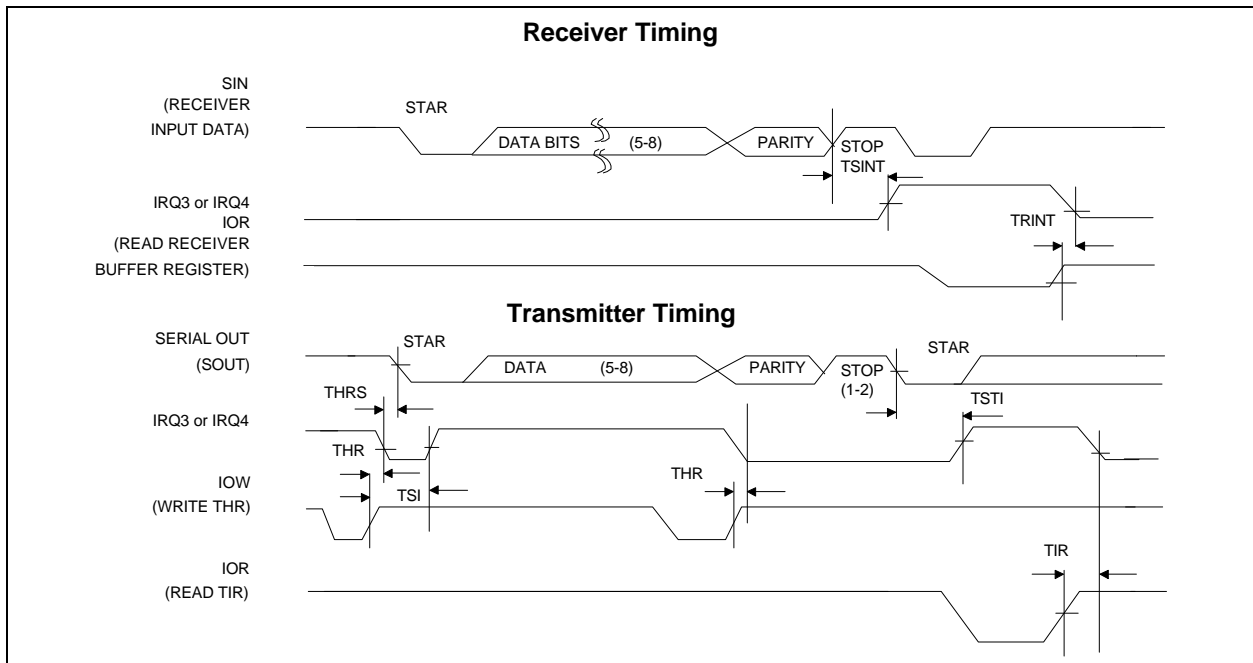 Receiver Timing
SIN
(RECEIVER
INPUT DATA)
STAR
DATA BITS (5-8)
PARITY
STOP
TSINT
IRQ3 or IRQ4
IOR
(READ RECEIVER
BUFFER REGISTER)
TRINT
Transmitter Timing
SERIAL OUT
(SOUT)
STAR
DATA (5-8)
PARITY
STOP
(1-2)
STAR
THRS
TSTI
IRQ3 or IRQ4
THR
THR
IOW
(WRITE THR)
TSI
IOR
(READ TIR)
TIR